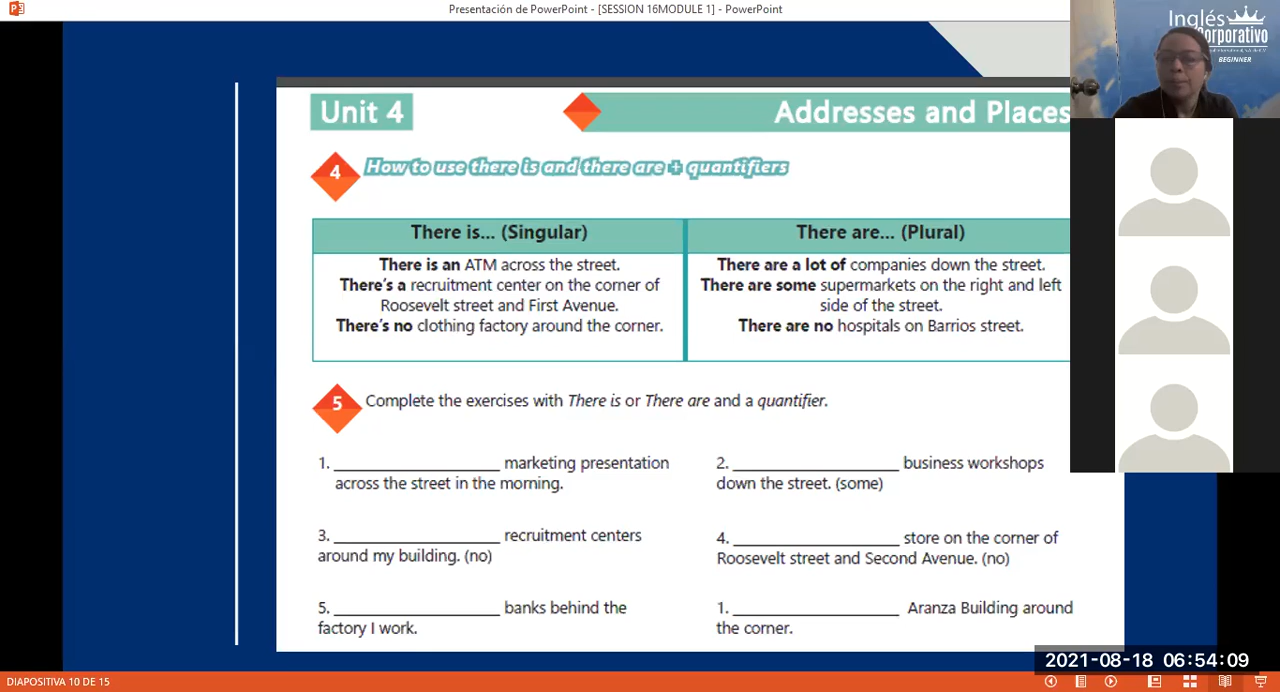 Presentación de PowerPoint - [SESSION 16MODULE 1] - PowerPoint
Inglés
Corporativo
BEGINNER
Unit 4
Addresses and Places
4
How to use there is and there are + quantifiers
There is... (Singular)
There are... (Plural)
There is an ATM across the street.
There's a recruitment center on the corner of
Roosevelt street and First Avenue.
There's no clothing factory around the corner.
There are a lot of companies down the street.
There are some supermarkets on the right and left
side of the street.
There are no hospitals on Barrios street.
5
Complete the exercises with There is or There are and a quantifier.
1. __________________ marketing presentation
across the street in the morning.
2. __________________ business workshops
down the street. (some)
3. __________________ recruitment centers
around my building. (no)
4. __________________ store on the corner of
Roosevelt street and Second Avenue. (no)
5. __________________ banks behind the
factory I work.
1. __________________ Aranza Building around
the corner.
2021-08-18 06:54:09
DIAPOSITIVA 10 DE 15